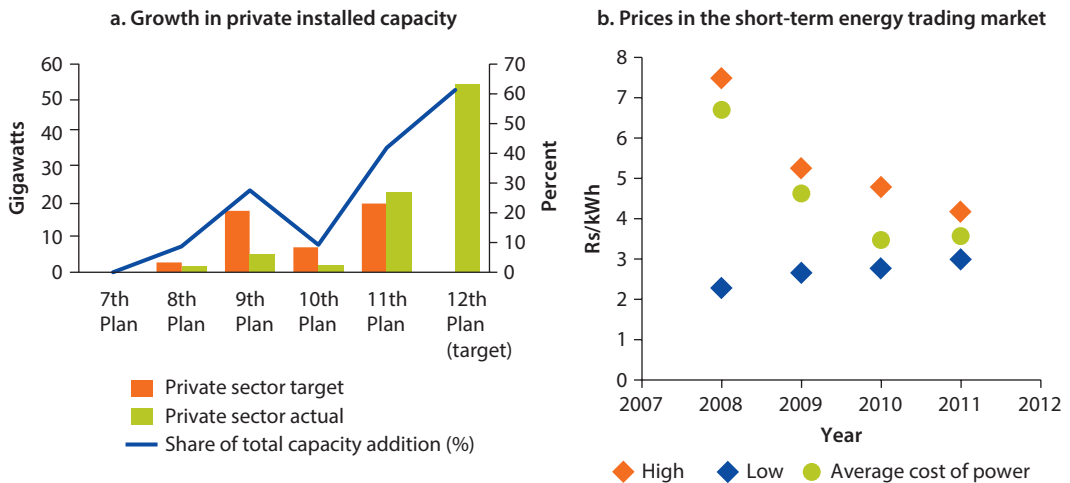 a. Growth in private installed capacity
60
50
40
30
20
10
0
Gigawatts
70
60
50
40
30
20
10
0
Percent
7th
Plan
8th
Plan
9th
Plan
10th
Plan
11th
Plan
12th
Plan
(target)
Private sector target
Private sector actual
Share of total capacity addition (%)
b. Prices in the short-term energy trading market
8
7
6
5
4
3
2
1
0
Rs/kWh
2007 2008 2009 2010 2011 2012
Year
High Low Average cost of power